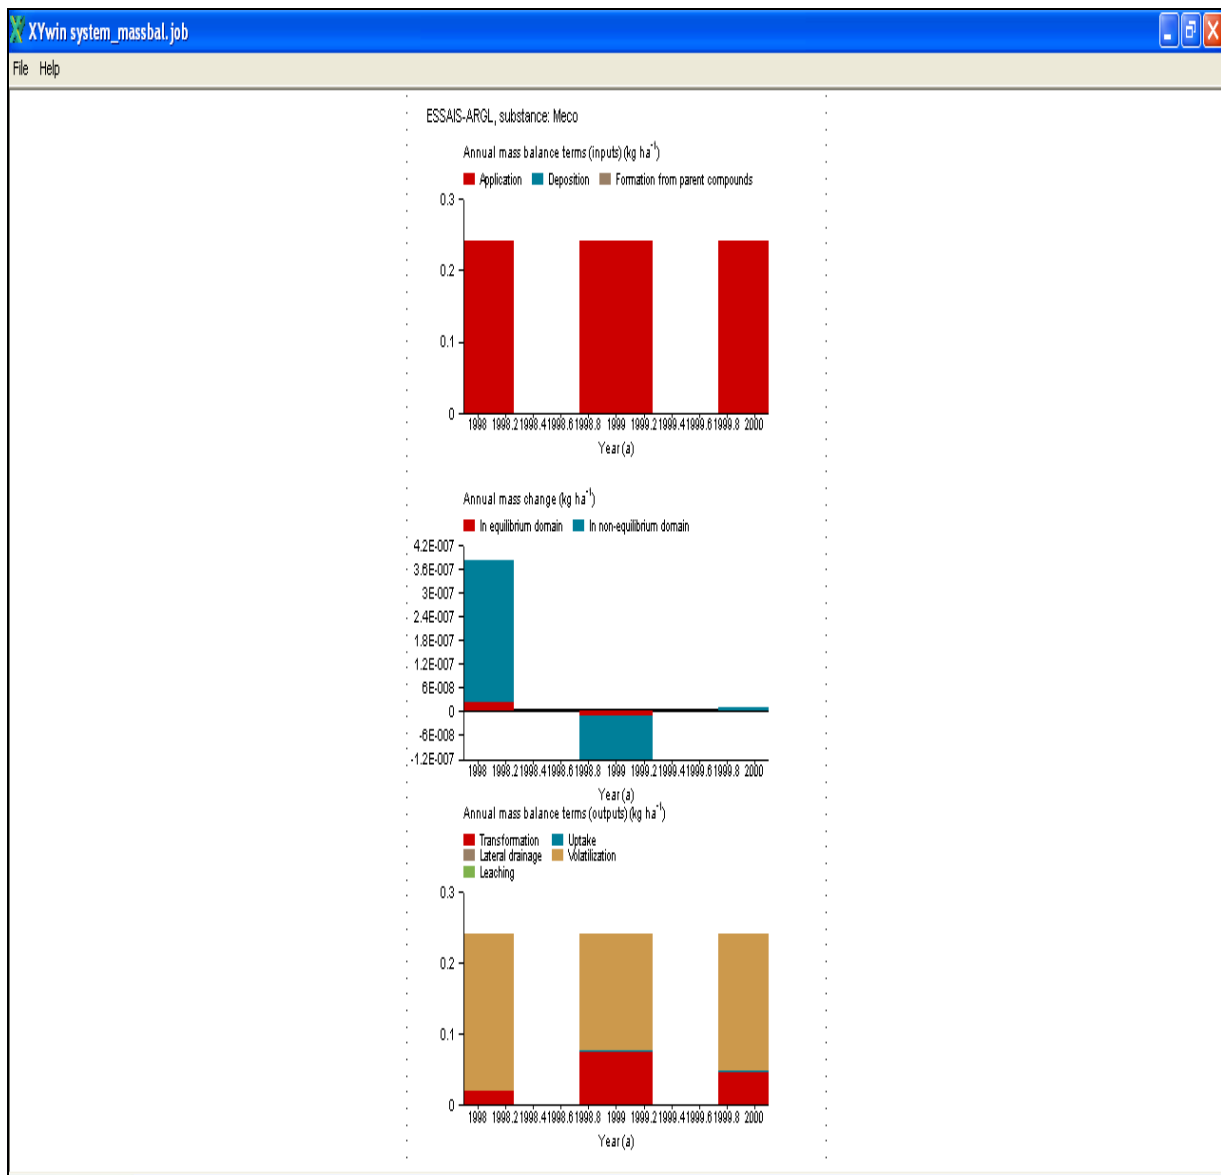 XYwin system_massbal.job
File Help
ESSAIS-ARGL, substance: Meco
Annual mass balance terms (inputs) (kg ha-1)
Application Deposition Formation from parent compounds
0.3
0.2
0.1
0
1998 1998.2 1998.4 1998.6 1998.8 1999 1999.2 1999.4 1999.6 1999.8 2000
Year (a)
Annual mass change (kg ha-1)
In equilibrium domain In non-equilibrium domain
4.2E-007
3.6E-007
3E-007
2.4E-007
1.8E-007
1.2E-007
6E-008
0
-6E-008
-1.2E-007
1998 1998.2 1998.4 1998.6 1998.8 1999 1999.2 1999.4 1999.6 1999.8 2000
Year (a)
Annual mass balance terms (outputs) (kg ha-1)
Transformation Uptake
Lateral drainage Volatilization
Leaching
0.3
0.2
0.1
0
1998 1998.2 1998.4 1998.6 1998.8 1999 1999.2 1999.4 1999.6 1999.8 2000
Year (a)